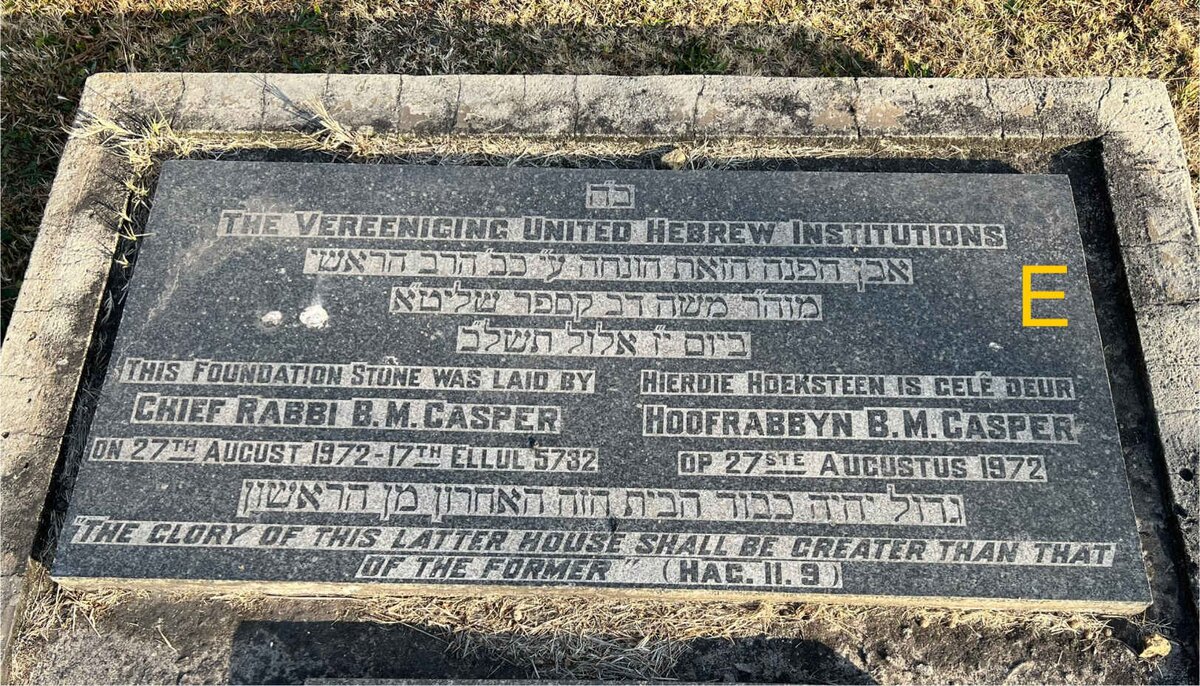 ב״ה
THE VEREENIGING UNITED HEBREW INSTITUTIONS
אבן הפנה הזאת הונחה ע״י כב׳ הרב הראשי
מוה״ר משה דב קספר שליט״א
ביום י״ז אלול תשל״ב
THIS FOUNDATION STONE WAS LAID BY
CHIEF RABBI B.M. CASPER
ON 27TH AUGUST 1972-17TH ELLUL 5732
HIERDIE HOEKSTEEN IS GELÊ DEUR
HOOFRABBYN B.M. CASPER
OP 27STE AUGUSTUS 1972
גדול יהיה כבוד הבית הזה האחרון מן הראשון
"THE GLORY OF THIS LATTER HOUSE SHALL BE GREATER THAN THAT
OF THE FORMER" (HAG. II. 9)
E